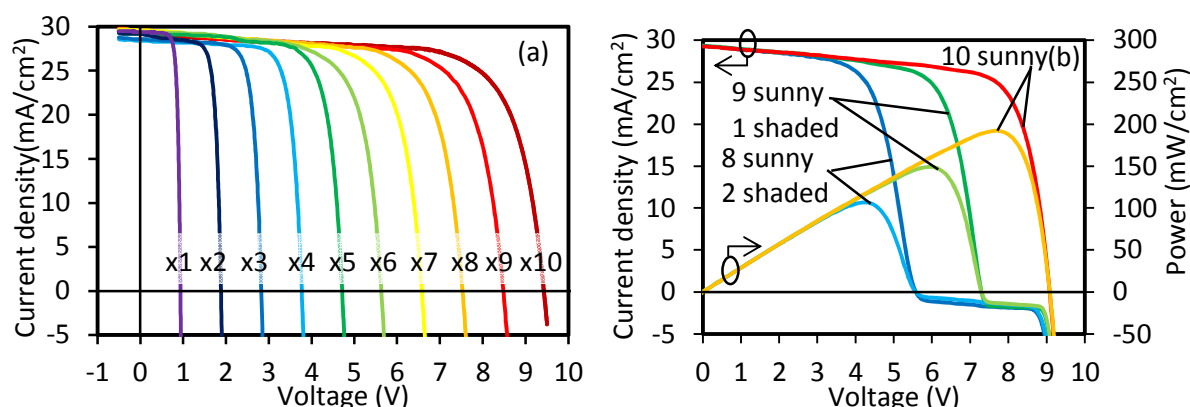 30
25
20
15
10
5
0
-5
Current density(mA/cm²)
(a)
x1 x2 x3 x4 x5 x6 x7 x8 x9 x10
-1 0 1 2 3 4 5 6 7 8 9 10
Voltage (V)
30
25
20
15
10
5
0
-5
Current density (mA/cm²)
10 sunny(b)
9 sunny
1 shaded
8 sunny
2 shaded
300
250
200
150
100
50
0
-50
Power (mW/cm²)
0 1 2 3 4 5 6 7 8 9 10
Voltage (V)